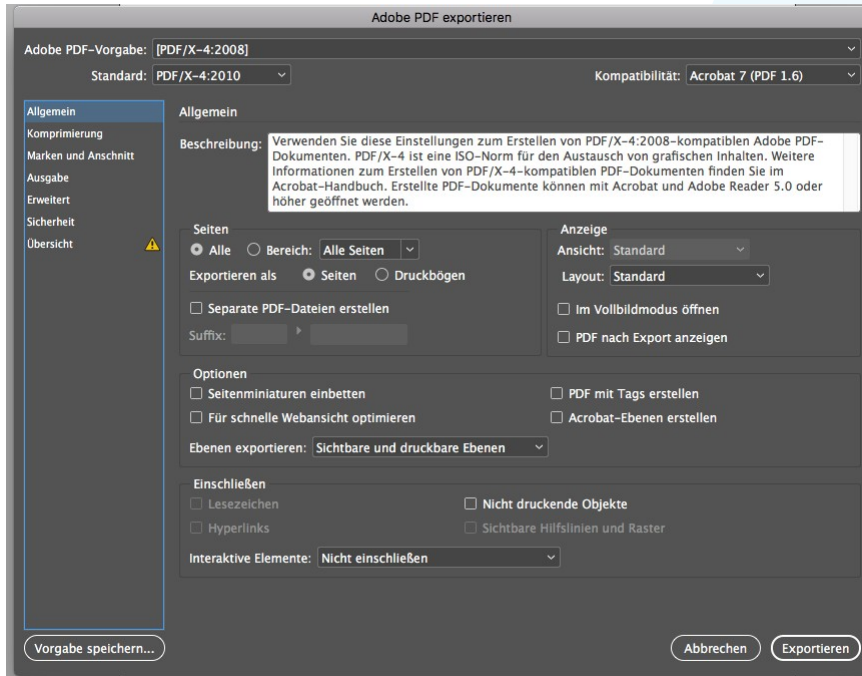 Adobe PDF exportieren
Adobe PDF-Vorgabe: [PDF/X-4:2008]
Standard: PDF/X-4:2010
Kompatibilität: Acrobat 7 (PDF 1.6)
Allgemein
Komprimierung
Marken und Anschnitt
Ausgabe
Erweitert
Sicherheit
Übersicht
Allgemein
Beschreibung: Verwenden Sie diese Einstellungen zum Erstellen von PDF/X-4:2008-kompatiblen Adobe PDF-
Dokumenten. PDF/X-4 ist eine ISO-Norm für den Austausch von grafischen Inhalten. Weitere
Informationen zum Erstellen von PDF/X-4-kompatiblen PDF-Dokumenten finden Sie im
Acrobat-Handbuch. Erstellte PDF-Dokumente können mit Acrobat und Adobe Reader 5.0 oder
höher geöffnet werden.
Seiten
Alle Bereich: Alle Seiten
Exportieren als Seiten Druckbögen
Separate PDF-Dateien erstellen
Suffix:
Anzeige
Ansicht: Standard
Layout: Standard
Im Vollbildmodus öffnen
PDF nach Export anzeigen
Optionen
Seitenminiaturen einbetten
PDF mit Tags erstellen
Für schnelle Webansicht optimieren
Acrobat-Ebenen erstellen
Ebenen exportieren: Sichtbare und druckbare Ebenen
Einschließen
Lesezeichen
Nicht druckende Objekte
Hyperlinks
Sichtbare Hilfslinien und Raster
Interaktive Elemente: Nicht einschließen
Vorgabe speichern...
Abbrechen
Exportieren